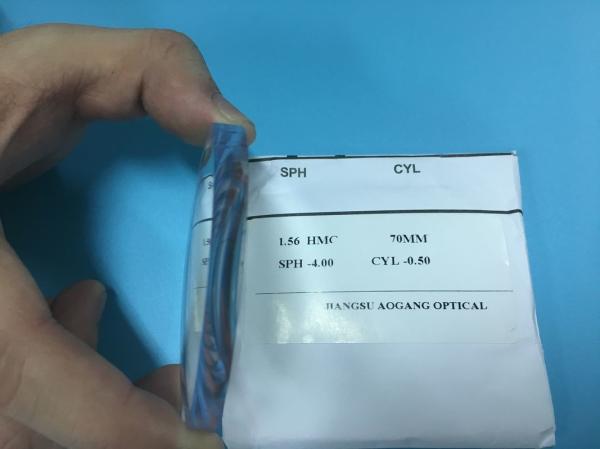 SPH CYL
1.56 HMC 70MM
SPH -4.00 CYL -0.50
JIANGSU AOGANG OPTICAL